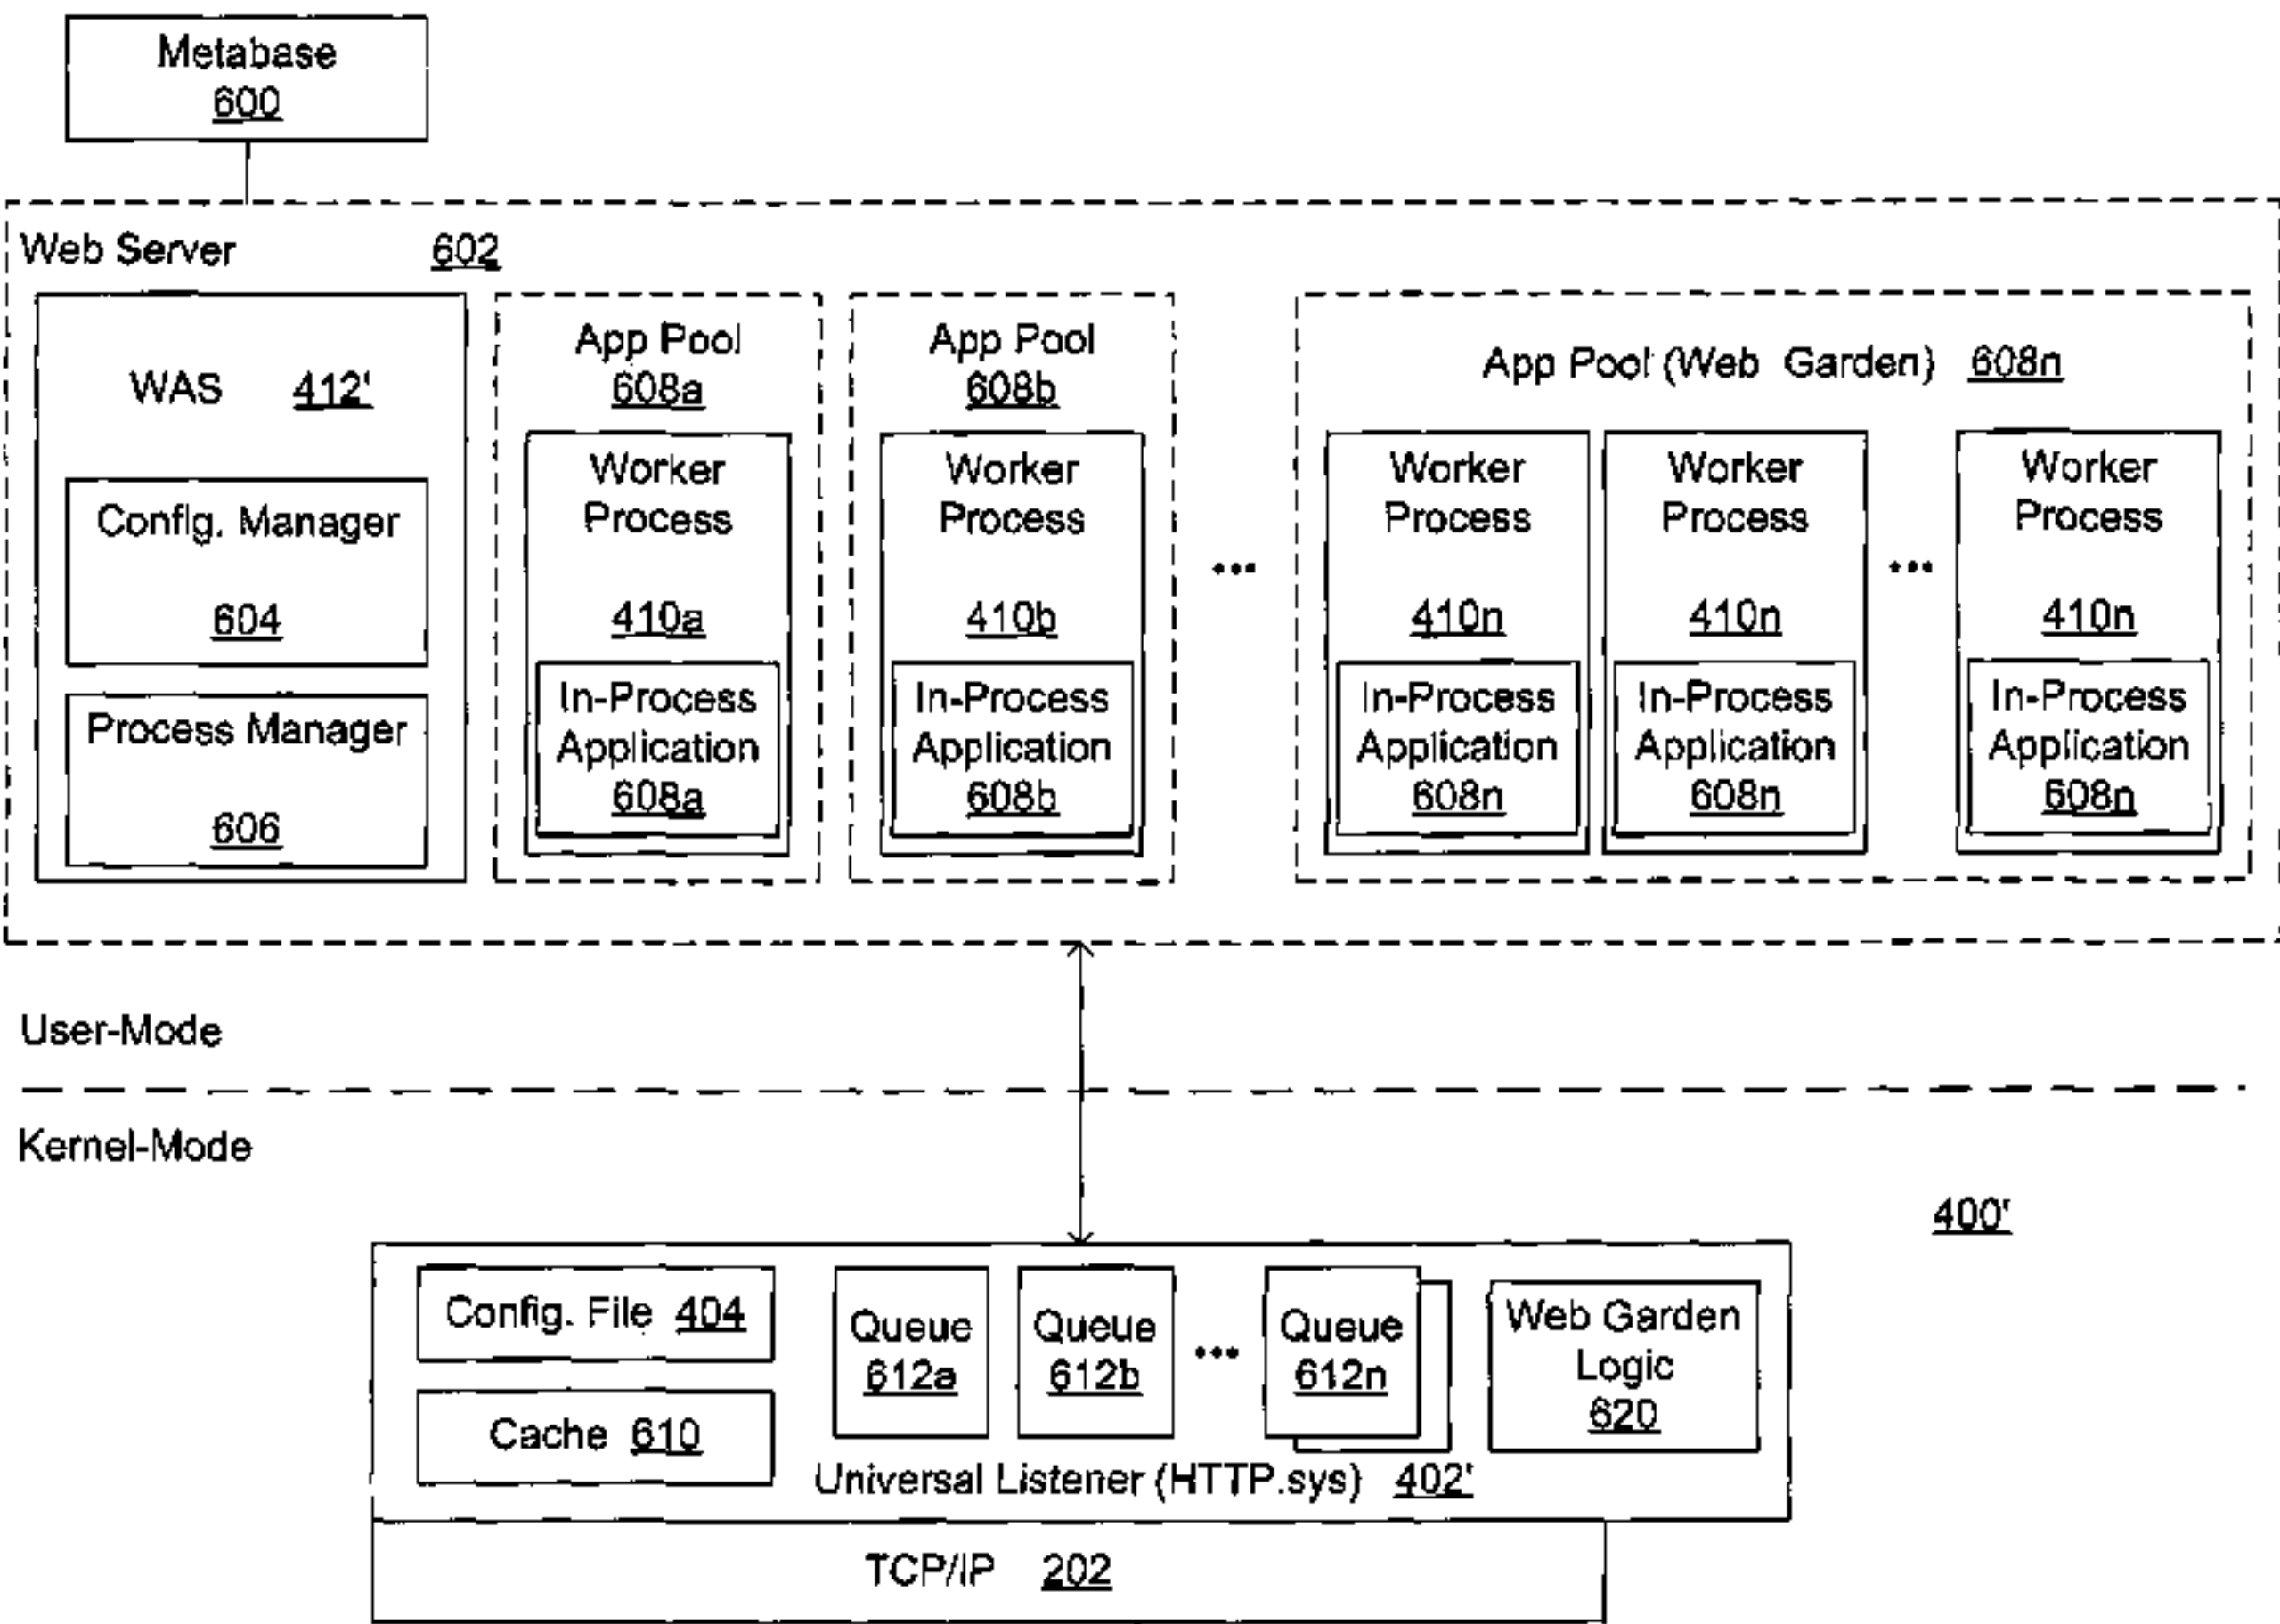 Metabase
600
Web Server 602
WAS 412'
Config. Manager
604
Process Manager
606
App Pool
608a
Worker
Process
410a
In-Process
Application
608a
App Pool
608b
Worker
Process
410b
In-Process
Application
608b
...
App Pool (Web Garden) 608n
Worker
Process
410n
In-Process
Application
608n
Worker
Process
410n
In-Process
Application
608n
...
Worker
Process
410n
In-Process
Application
608n
User-Mode
Kernel-Mode
400'
Config. File 404
Cache 610
Queue
612a
Queue
612b
...
Queue
612n
Web Garden
Logic
620
Universal Listener (HTTP.sys) 402'
TCP/IP 202